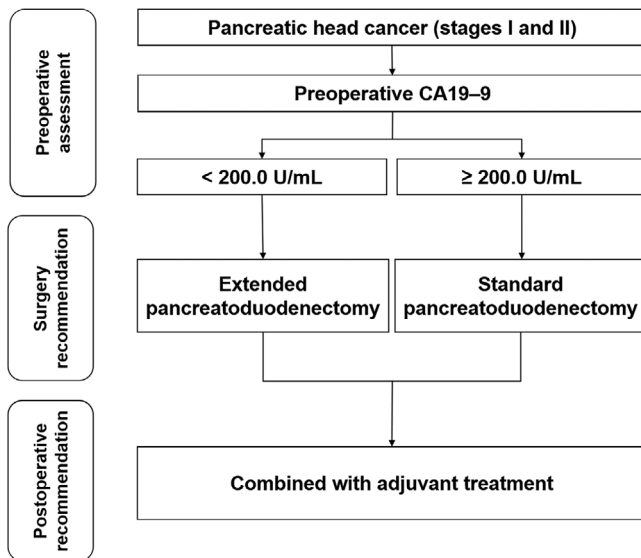 Preoperative
assessment
Pancreatic head cancer (stages I and II)
Preoperative CA19–9
< 200.0 U/mL
≥ 200.0 U/mL
Surgery
recommendation
Extended
pancreatoduodenectomy
Standard
pancreatoduodenectomy
Postoperative
recommendation
Combined with adjuvant treatment